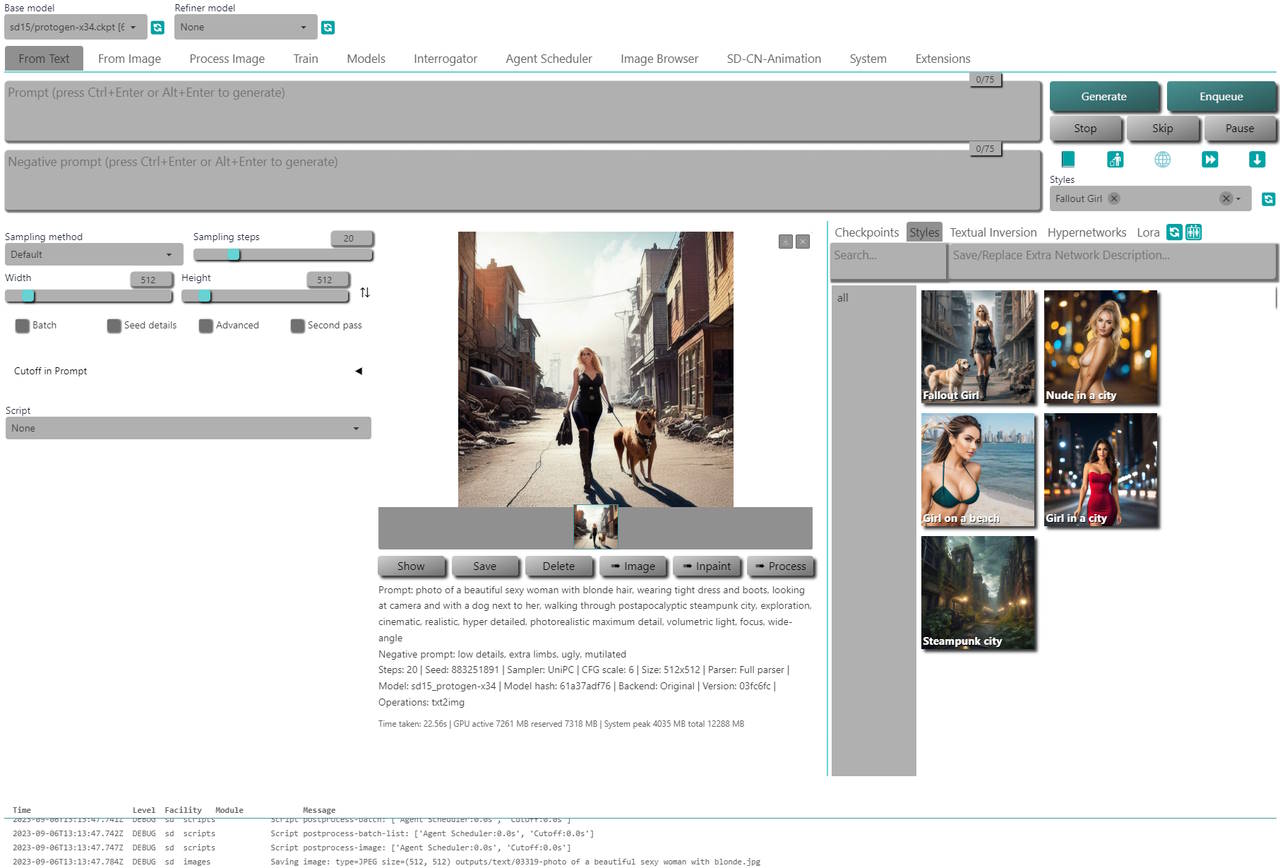 Base model
Refiner model
sd15/protogen-x34.ckpt [6
None
From Text From Image Process Image Train Models Interrogator Agent Scheduler Image Browser SD-CN-Animation System Extensions
0/75
Prompt (press Ctrl+Enter or Alt+Enter to generate)
Generate Enqueue
Stop Skip Pause
0/75
Negative prompt (press Ctrl+Enter or Alt+Enter to generate)
Styles
Fallout Girl
Sampling method
Default
Sampling steps
20
Width
512
Height
512
Batch Seed details Advanced Second pass
Cutoff in Prompt
Script
None
Show Save Delete Image Inpaint Process
Prompt: photo of a beautiful sexy woman with blonde hair, wearing tight dress and boots, looking
at camera and with a dog next to her, walking through postapocalyptic steampunk city, exploration,
cinematic, realistic, hyper detailed, photorealistic maximum detail, volumetric light, focus, wide-
angle
Negative prompt: low details, extra limbs, ugly, mutilated
Steps: 20 | Seed: 883251891 | Sampler: UniPC | CFG scale: 6 | Size: 512x512 | Parser: Full parser |
Model: sd15_protogen-x34 | Model hash: 61a37adf76 | Backend: Original | Version: 03fc6fc |
Operations: txt2img
Time taken: 22.56s | GPU active 7261 MB reserved 7318 MB | System peak 4035 MB total 12288 MB
Checkpoints Styles Textual Inversion Hypernetworks Lora
Search...
Save/Replace Extra Network Description...
all
Fallout Girl
Nude in a city
Girl on a beach
Girl in a city
Steampunk city
Time Level Facility Module Message
2023-09-06T13:13:47.741Z DEBUG sd scripts Script postprocess-batch: ['Agent Scheduler:0.0s', 'Cutoff:0.0s']
2023-09-06T13:13:47.742Z DEBUG sd scripts Script postprocess-batch-list: ['Agent Scheduler:0.0s', 'Cutoff:0.0s']
2023-09-06T13:13:47.747Z DEBUG sd scripts Script postprocess-image: ['Agent Scheduler:0.0s', 'Cutoff:0.0s']
2023-09-06T13:13:47.784Z DEBUG sd images Saving image: type=JPEG size=(512, 512) outputs/text/03319-photo of a beautiful sexy woman with blonde.jpg